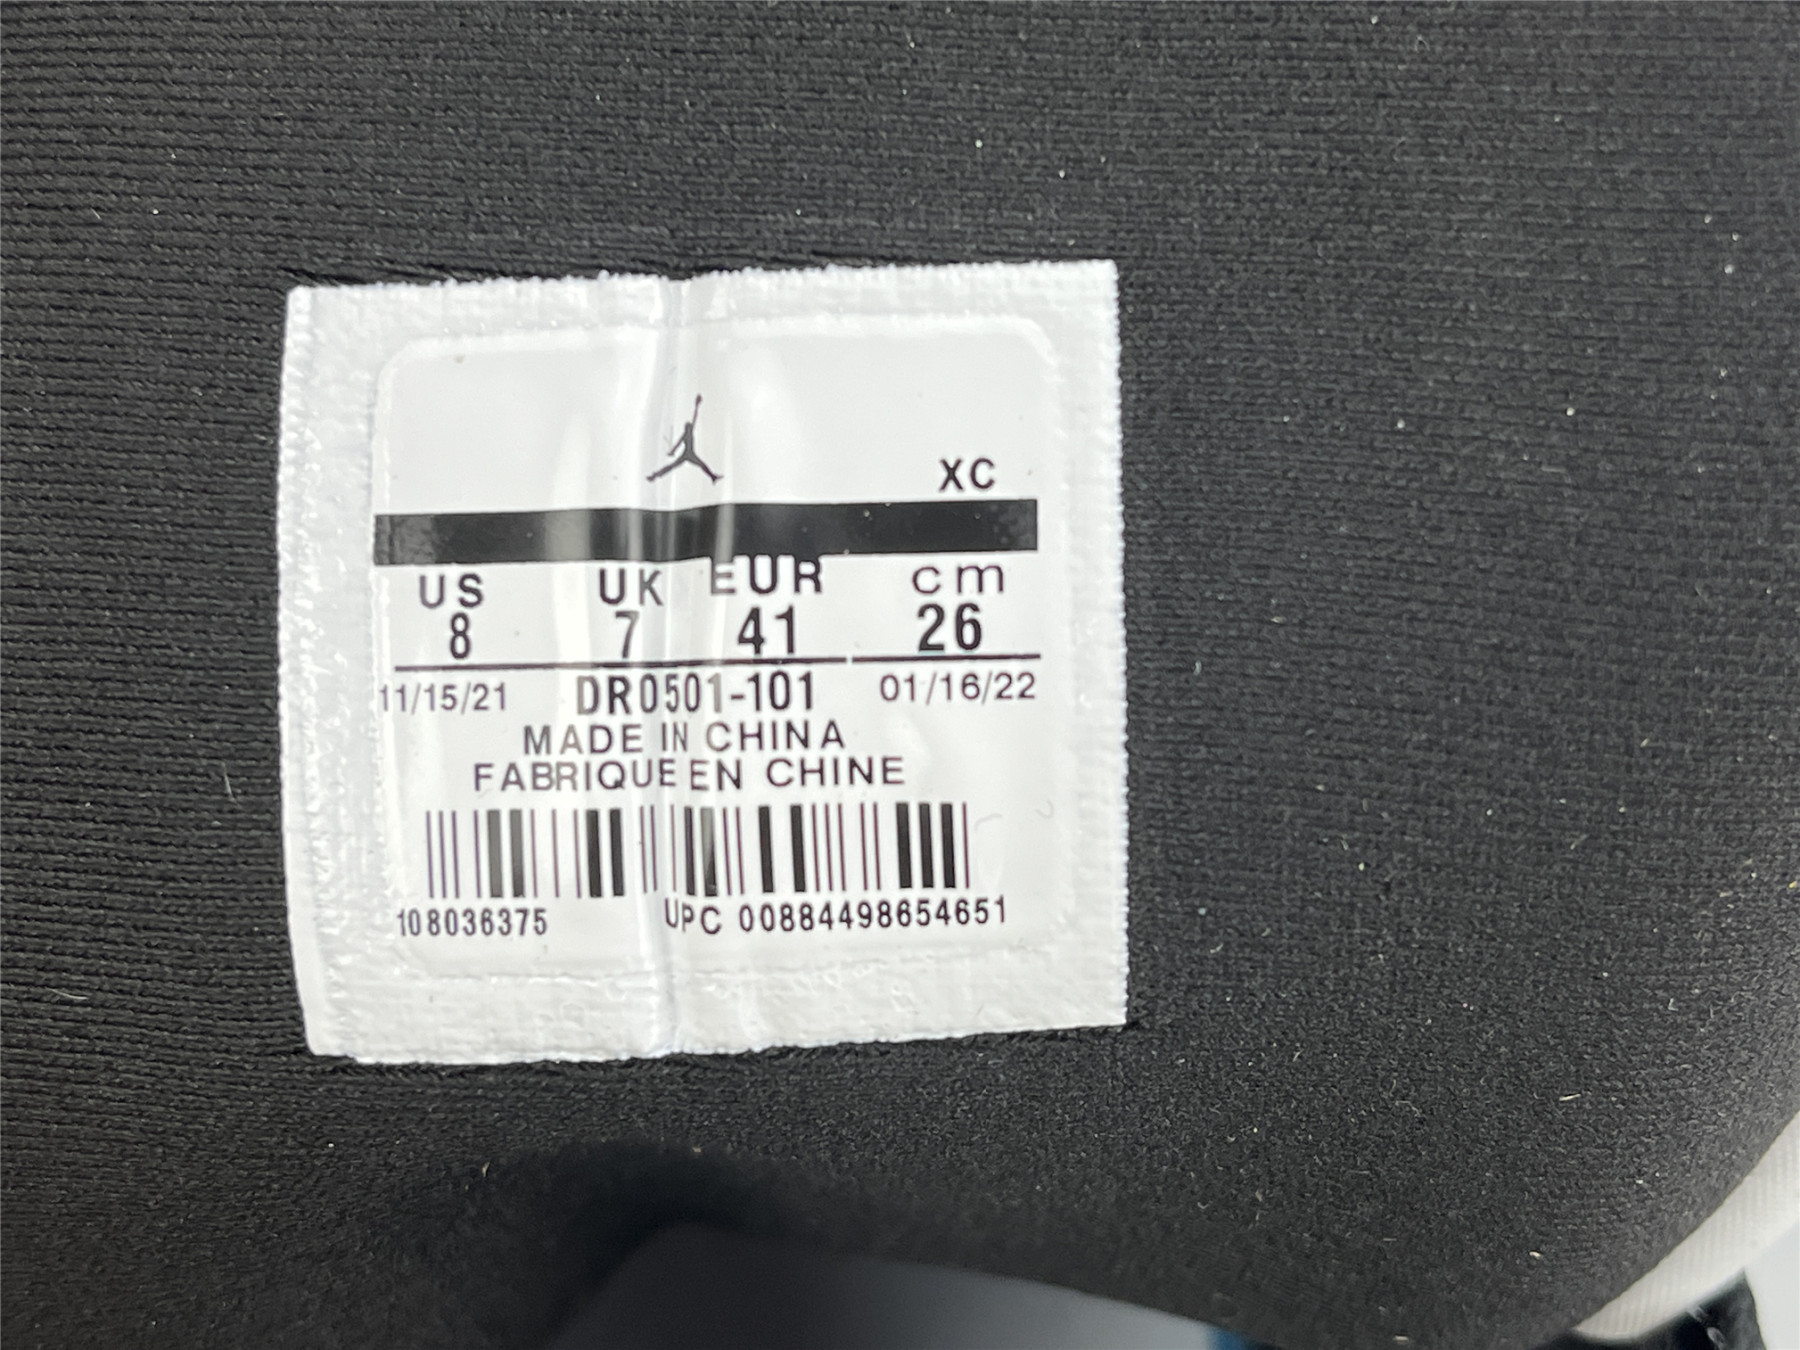 XC
US UK EUR cm
8 7 41 26
11/15/21 DR0501-101 01/16/22
MADE IN CHINA
FABRIQUE EN CHINE
108036375 UPC 00884498654651